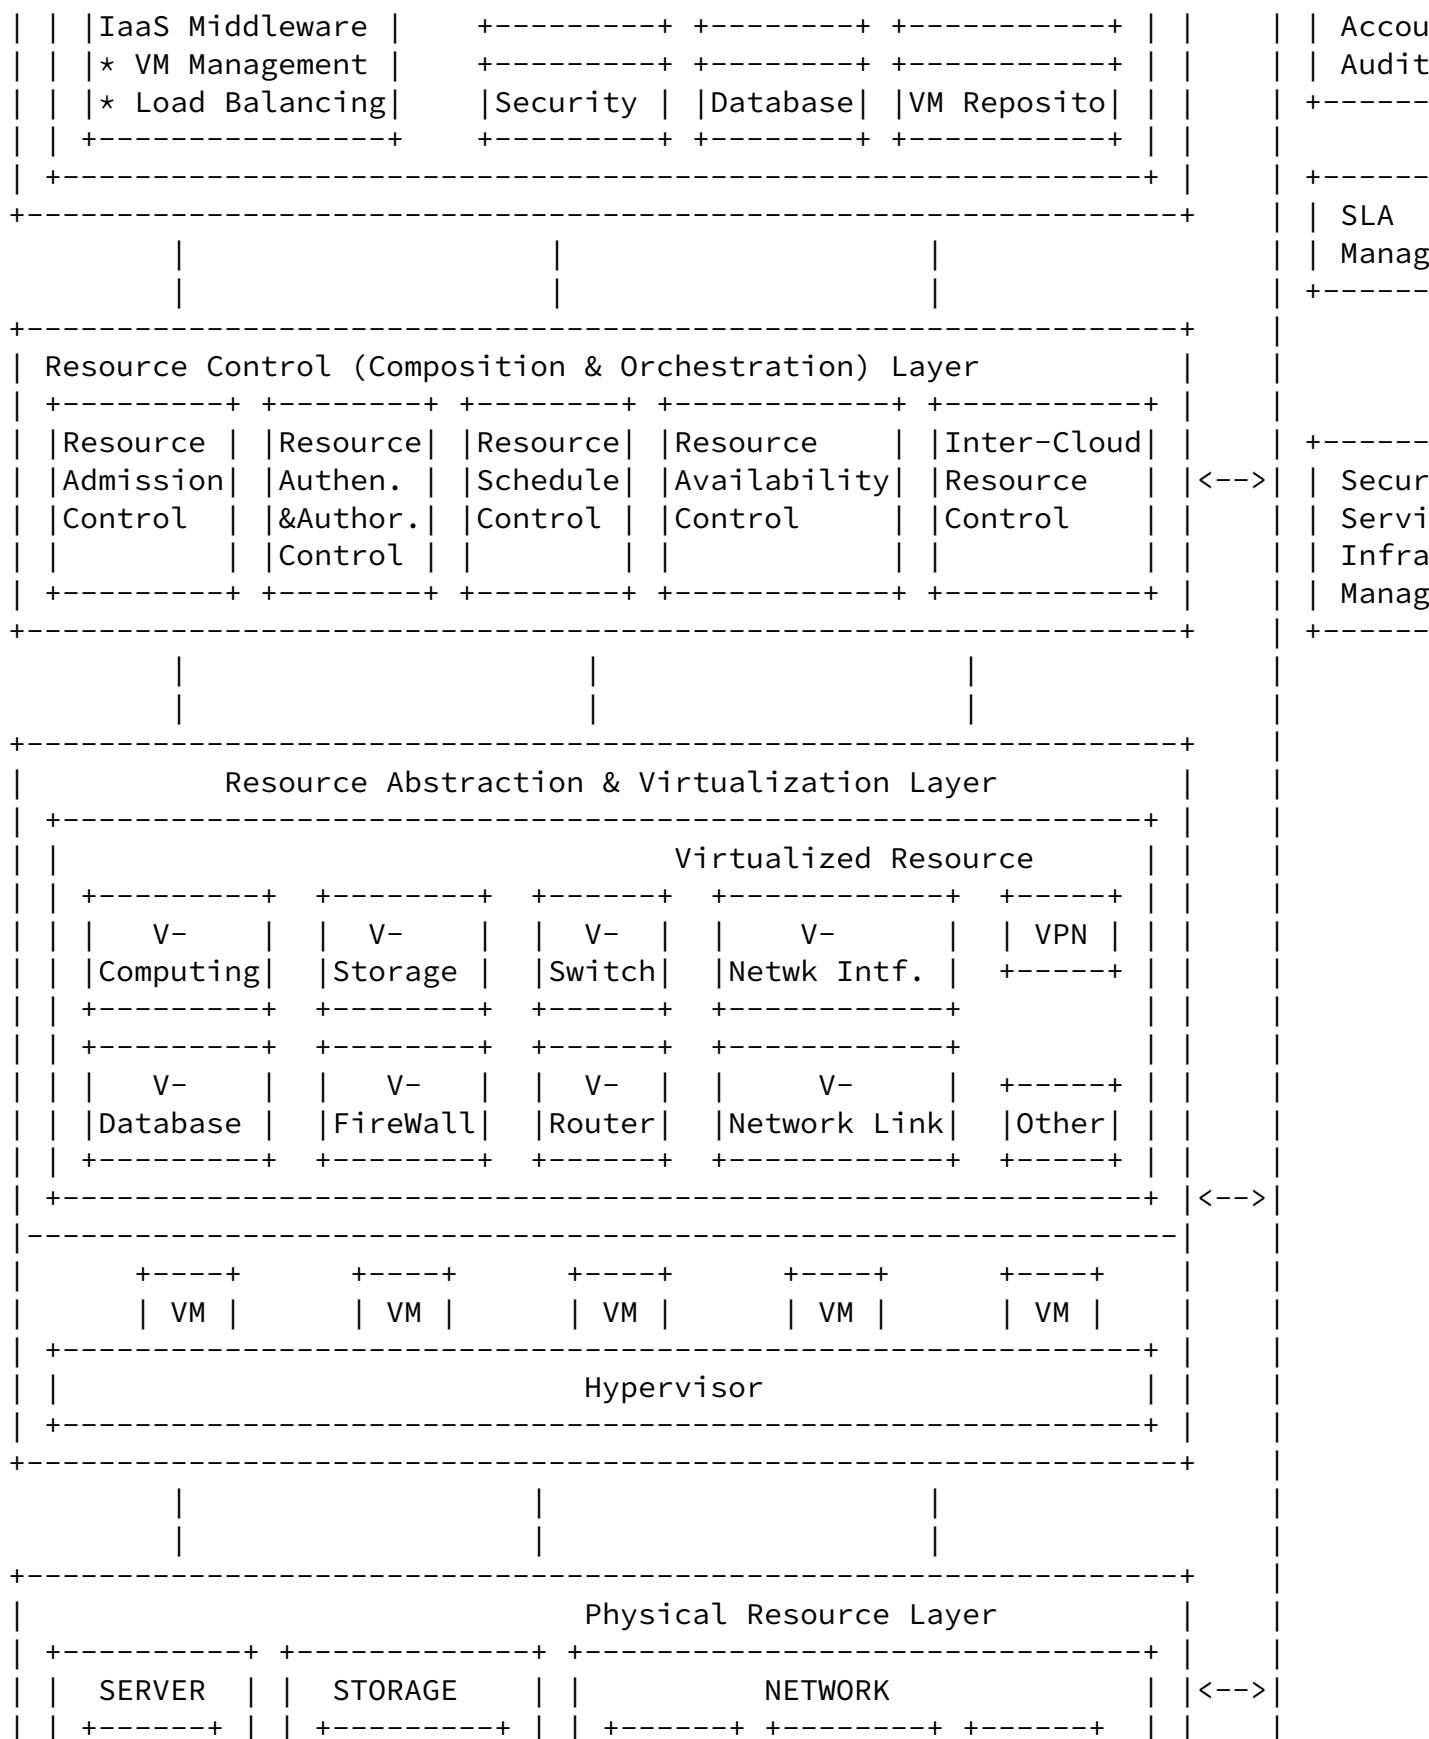 | | |IaaS Middleware |    +---------+ +--------+ +-----------+ | |    | | Accou
| | |* VM Management |    +---------+ +--------+ +-----------+ | |    | | Audit
| | |* Load Balancing|    |Security | |Database| |VM Reposito| | |    | +------
| | +----------------+    +---------+ +--------+ +-----------+ | |    |
| +------------------------------------------------------------+ |    | +------
+----------------------------------------------------------------+    | | SLA
         |                    |                    |                  | | Manag
         |                    |                    |                  | +------
+----------------------------------------------------------------+    |
| Resource Control (Composition & Orchestration) Layer           |    |
| +---------+ +--------+ +--------+ +------------+ +-----------+ |    |
| |Resource | |Resource| |Resource| |Resource    | |Inter-Cloud| |    | +------
| |Admission| |Authen. | |Schedule| |Availability| |Resource   | |<-->| | Secur
| |Control  | |&Author.| |Control | |Control     | |Control    | |    | | Servi
| |         | |Control | |        | |            | |           | |    | | Infra
| +---------+ +--------+ +--------+ +------------+ +-----------+ |    | | Manag
+----------------------------------------------------------------+    | +------
         |                      |                    |                |
         |                      |                    |                |
+----------------------------------------------------------------+    |
|           Resource Abstraction & Virtualization Layer          |    |
| +------------------------------------------------------------+ |    |
| |                                  Virtualized Resource      | |    |
| | +---------+  +--------+  +------+  +------------+  +-----+ | |    |
| | |   V-    |  |  V-    |  |  V-  |  |    V-      |  | VPN | | |    |
| | |Computing|  |Storage |  |Switch|  |Netwk Intf. |  +-----+ | |    |
| | +---------+  +--------+  +------+  +------------+          | |    |
| | +---------+  +--------+  +------+  +------------+          | |    |
| | |   V-    |  |   V-   |  |  V-  |  |     V-     |  +-----+ | |    |
| | |Database |  |FireWall|  |Router|  |Network Link|  |Other| | |    |
| | +---------+  +--------+  +------+  +------------+  +-----+ | |    |
| +------------------------------------------------------------+ |<-->|
|----------------------------------------------------------------|    |
|      +----+      +----+      +----+      +----+      +----+    |    |
|      | VM |      | VM |      | VM |      | VM |      | VM |    |    |
| +------------------------------------------------------------+ |    |
| |                             Hypervisor                     | |    |
| +------------------------------------------------------------+ |    |
+----------------------------------------------------------------+    |
         |                   |                     |                  |
         |                   |                     |                  |
+----------------------------------------------------------------+    |
|                               Physical Resource Layer          |    |
| +----------+ +--------------+ +------------------------------+ |    |
| |  SERVER  | |  STORAGE    | |          NETWORK              | |<-->|
| | +------+ | | +---------+ | | +------+ +--------+ +------+  | |    |